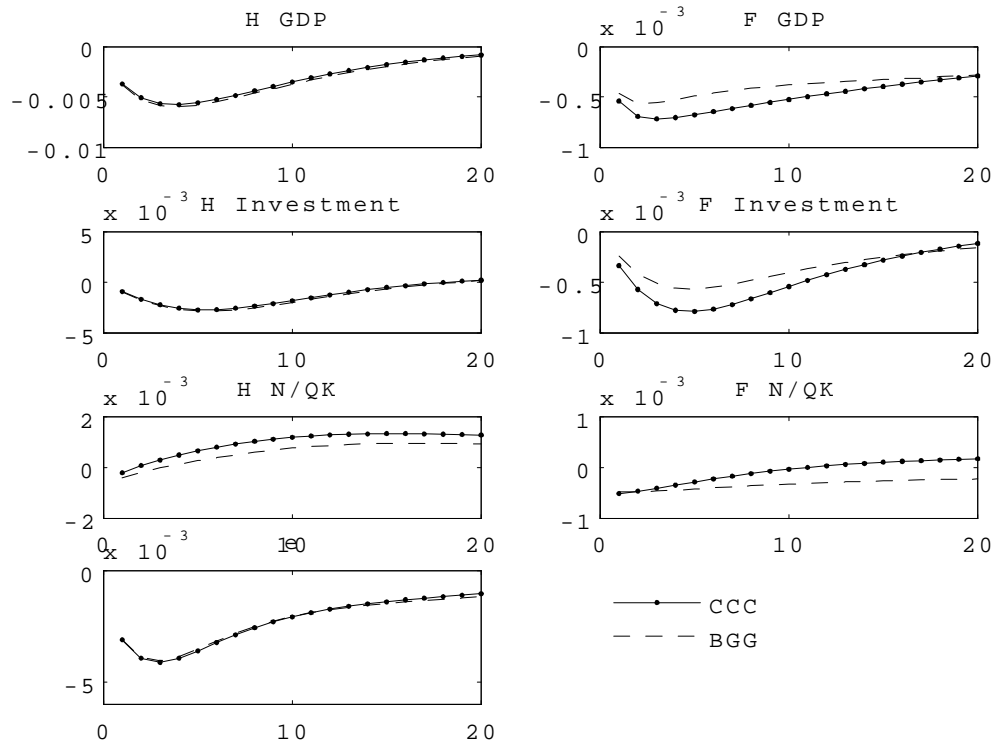 H GDP
0
-0.005
-0.01
0 10 20
x 10^-3
F GDP
0
-0.5
-1
0 10 20
x 10^-3
H Investment
5
0
-5
0 10 20
x 10^-3
F Investment
0
-0.5
-1
0 10 20
x 10^-3
H N/QK
2
0
-2
0 10 20
x 10^-3
F N/QK
1
0
-1
0 10 20
x 10^-3
e
0
-5
0 10 20
CCC
BGG